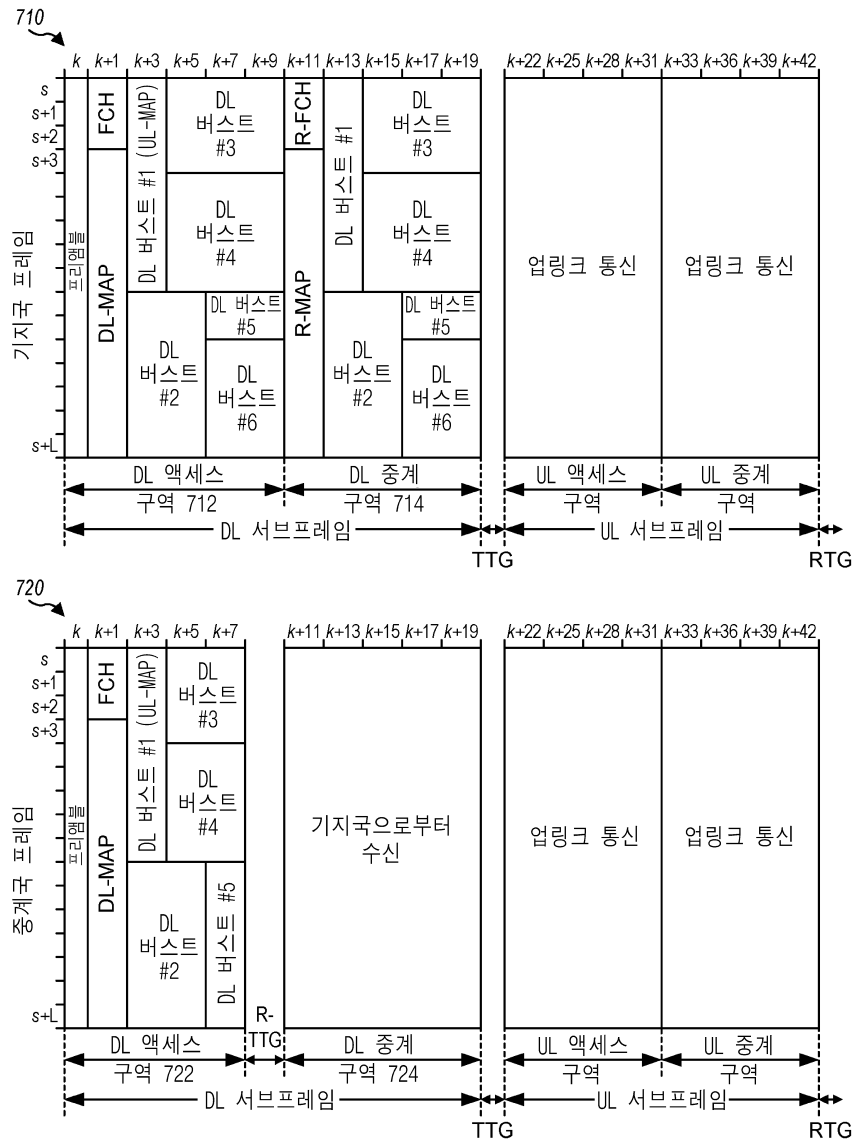 710
k k+1 k+3 k+5 k+7 k+9 k+11 k+13 k+15 k+17 k+19 k+22 k+25 k+28 k+31 k+33 k+36 k+39 k+42
s
s+1
s+2
s+3
s+L
기지국 프레임
프리앰블
FCH
DL-MAP
DL 버스트 #1 (UL-MAP)
DL
버스트
#3
DL
버스트
#4
DL
버스트
#2
DL 버스트
#5
DL
버스트
#6
R-FCH
R-MAP
DL 버스트 #1
DL
버스트
#3
DL
버스트
#4
DL
버스트
#2
DL 버스트
#5
DL
버스트
#6
업링크 통신
업링크 통신
DL 액세스
구역 712
DL 중계
구역 714
UL 액세스
구역
UL 중계
구역
DL 서브프레임
UL 서브프레임
TTG
RTG
720
k k+1 k+3 k+5 k+7 k+11 k+13 k+15 k+17 k+19 k+22 k+25 k+28 k+31 k+33 k+36 k+39 k+42
s
s+1
s+2
s+3
s+L
중계국 프레임
프리앰블
FCH
DL-MAP
DL 버스트 #1 (UL-MAP)
DL
버스트
#3
DL
버스트
#4
DL
버스트
#2
DL 버스트 #5
R-
TTG
기지국으로부터
수신
업링크 통신
업링크 통신
DL 액세스
구역 722
DL 중계
구역 724
UL 액세스
구역
UL 중계
구역
DL 서브프레임
UL 서브프레임
TTG
RTG